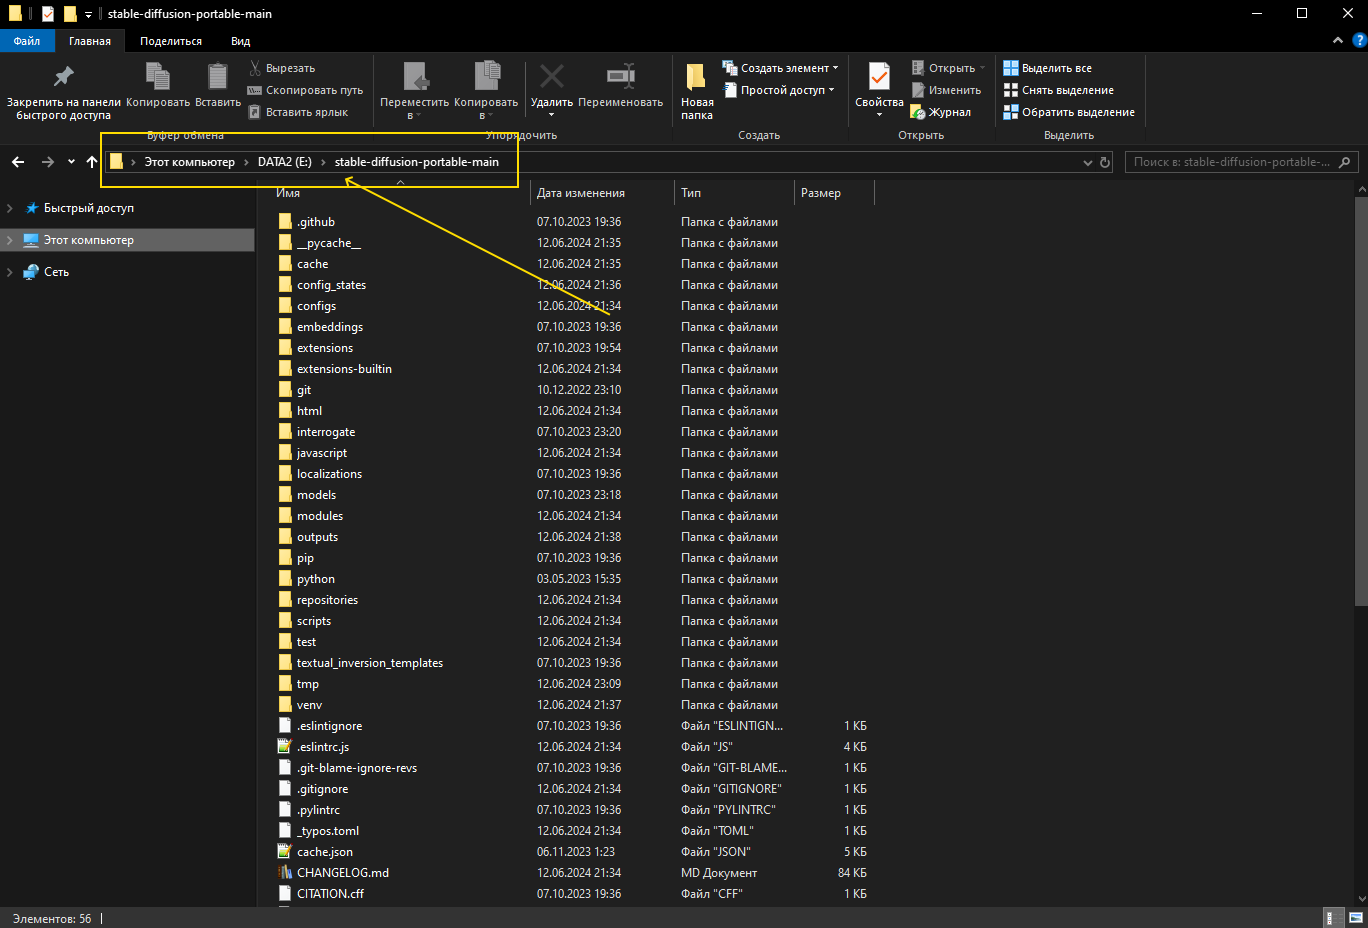 stable-diffusion-portable-main
Файл Главная Поделиться Вид
Закрепить на панели быстрого доступа
Копировать
Вставить
Вырезать
Скопировать путь
Вставить ярлык
Буфер обмена
Переместить в
Копировать в
Удалить
Переименовать
Упорядочить
Новая папка
Создать элемент
Простой доступ
Создать
Свойства
Открыть
Изменить
Журнал
Открыть
Выделить все
Снять выделение
Обратить выделение
Выделить
Этот компьютер DATA2 (E:) stable-diffusion-portable-main
Поиск в: stable-diffusion-portable-...
Быстрый доступ
Этот компьютер
Сеть
Имя Дата изменения Тип Размер
.github 07.10.2023 19:36 Папка с файлами
__pycache__ 12.06.2024 21:35 Папка с файлами
cache 12.06.2024 21:35 Папка с файлами
config_states 12.06.2024 21:36 Папка с файлами
configs 12.06.2024 21:34 Папка с файлами
embeddings 07.10.2023 19:36 Папка с файлами
extensions 07.10.2023 19:54 Папка с файлами
extensions-builtin 12.06.2024 21:34 Папка с файлами
git 10.12.2022 23:10 Папка с файлами
html 12.06.2024 21:34 Папка с файлами
interrogate 07.10.2023 23:20 Папка с файлами
javascript 12.06.2024 21:34 Папка с файлами
localizations 07.10.2023 19:36 Папка с файлами
models 07.10.2023 23:18 Папка с файлами
modules 12.06.2024 21:34 Папка с файлами
outputs 12.06.2024 21:38 Папка с файлами
pip 07.10.2023 19:36 Папка с файлами
python 03.05.2023 15:35 Папка с файлами
repositories 12.06.2024 21:34 Папка с файлами
scripts 12.06.2024 21:34 Папка с файлами
test 12.06.2024 21:34 Папка с файлами
textual_inversion_templates 07.10.2023 19:36 Папка с файлами
tmp 12.06.2024 23:09 Папка с файлами
venv 12.06.2024 21:37 Папка с файлами
.eslintignore 07.10.2023 19:36 Файл "ESLINTIGN... 1 КБ
.eslintrc.js 12.06.2024 21:34 Файл "JS" 4 КБ
.git-blame-ignore-revs 07.10.2023 19:36 Файл "GIT-BLAME... 1 КБ
.gitignore 12.06.2024 21:34 Файл "GITIGNORE" 1 КБ
.pylintrc 07.10.2023 19:36 Файл "PYLINTRC" 1 КБ
_typos.toml 12.06.2024 21:34 Файл "TOML" 1 КБ
cache.json 06.11.2023 1:23 Файл "JSON" 5 КБ
CHANGELOG.md 12.06.2024 21:34 MD Документ 84 КБ
CITATION.cff 07.10.2023 19:36 Файл "CFF" 1 КБ
Элементов: 56